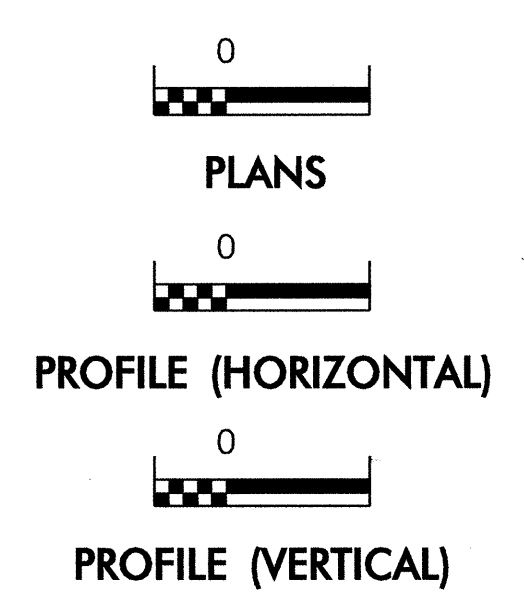 0
PLANS
0
PROFILE (HORIZONTAL)
0
PROFILE (VERTICAL)